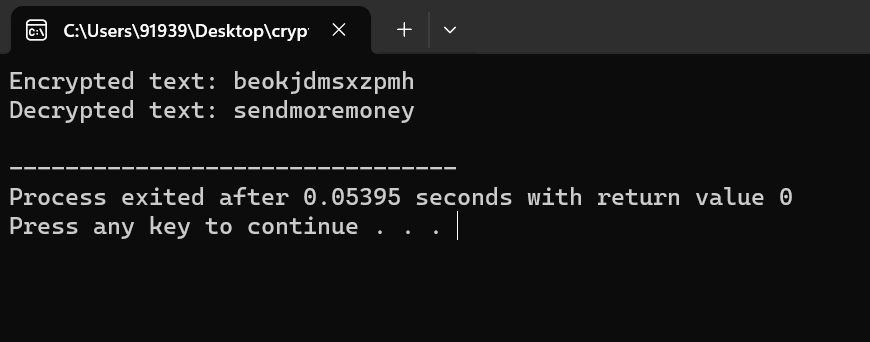 C:\Users\91939\Desktop\cryp
Encrypted text: beokjdmsxzpmh
Decrypted text: sendmoremoney
--------------------------------
Process exited after 0.05395 seconds with return value 0
Press any key to continue . . .